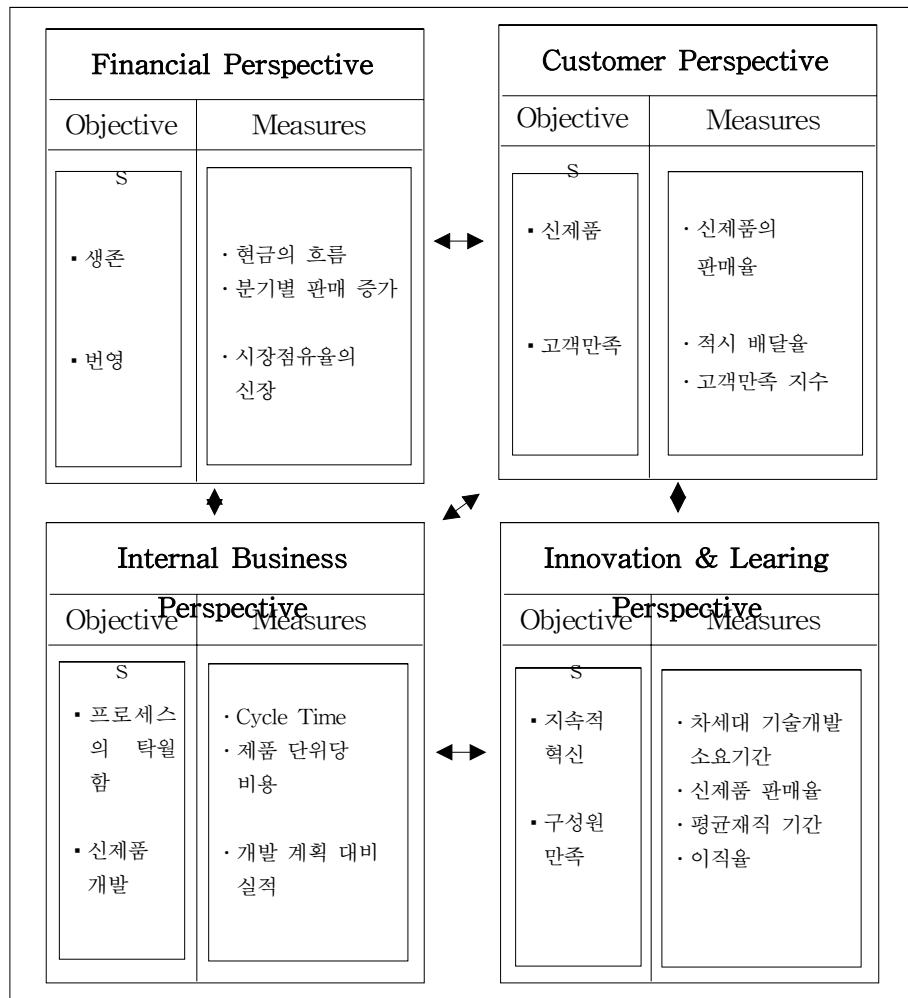 Financial Perspective
Objective
s
Measures
▪ 생존
▪ 번영
· 현금의 흐름
· 분기별 판매 증가
· 시장점유율의
신장
Customer Perspective
Objective
s
Measures
▪ 신제품
▪ 고객만족
· 신제품의
판매율
· 적시 배달율
· 고객만족 지수
Internal Business
Perspective
Objective
s
Measures
▪ 프로세스
의 탁월
함
▪ 신제품
개발
· Cycle Time
· 제품 단위당
비용
· 개발 계획 대비
실적
Innovation & Learing
Perspective
Objective
s
Measures
▪ 지속적
혁신
▪ 구성원
만족
· 차세대 기술개발
소요기간
· 신제품 판매율
· 평균재직 기간
· 이직율